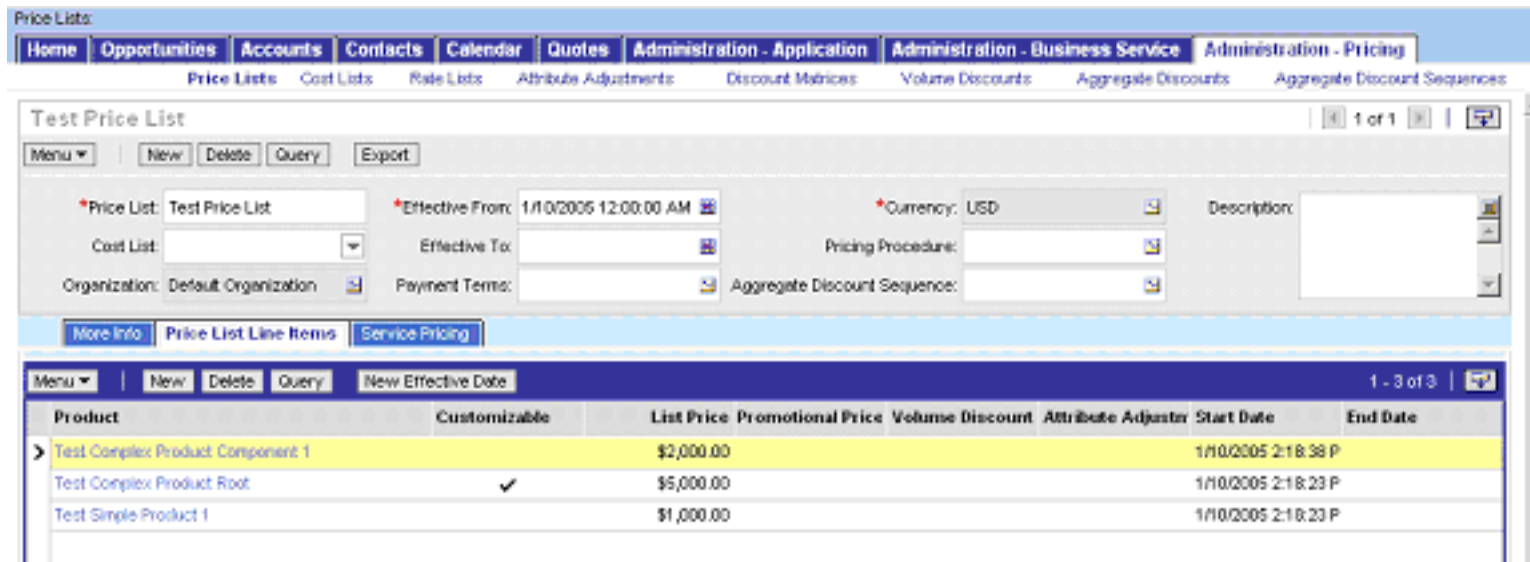 Price Lists:
Home Opportunities Accounts Contacts Calendar Quotes Administration - Application Administration - Business Service Administration - Pricing
Price Lists Cost Lists Rate Lists Attribute Adjustments Discount Matrices Volume Discounts Aggregate Discounts Aggregate Discount Sequences
Test Price List 1 of 1
Menu New Delete Query Export
*Price List: Test Price List *Effective From: 1/10/2005 12:00:00 AM *Currency: USD Description:
Cost List: Effective To: Pricing Procedure:
Organization: Default Organization Payment Terms: Aggregate Discount Sequence:
More Info Price List Line Items Service Pricing
Menu New Delete Query New Effective Date 1 - 3 of 3
Product Customizable List Price Promotional Price Volume Discount Attribute Adjustm Start Date End Date
Test Complex Product Component 1 $2,000.00 1/10/2005 2:18:38 P
Test Complex Product Root ✓ $5,000.00 1/10/2005 2:18:23 P
Test Simple Product 1 $1,000.00 1/10/2005 2:18:23 P